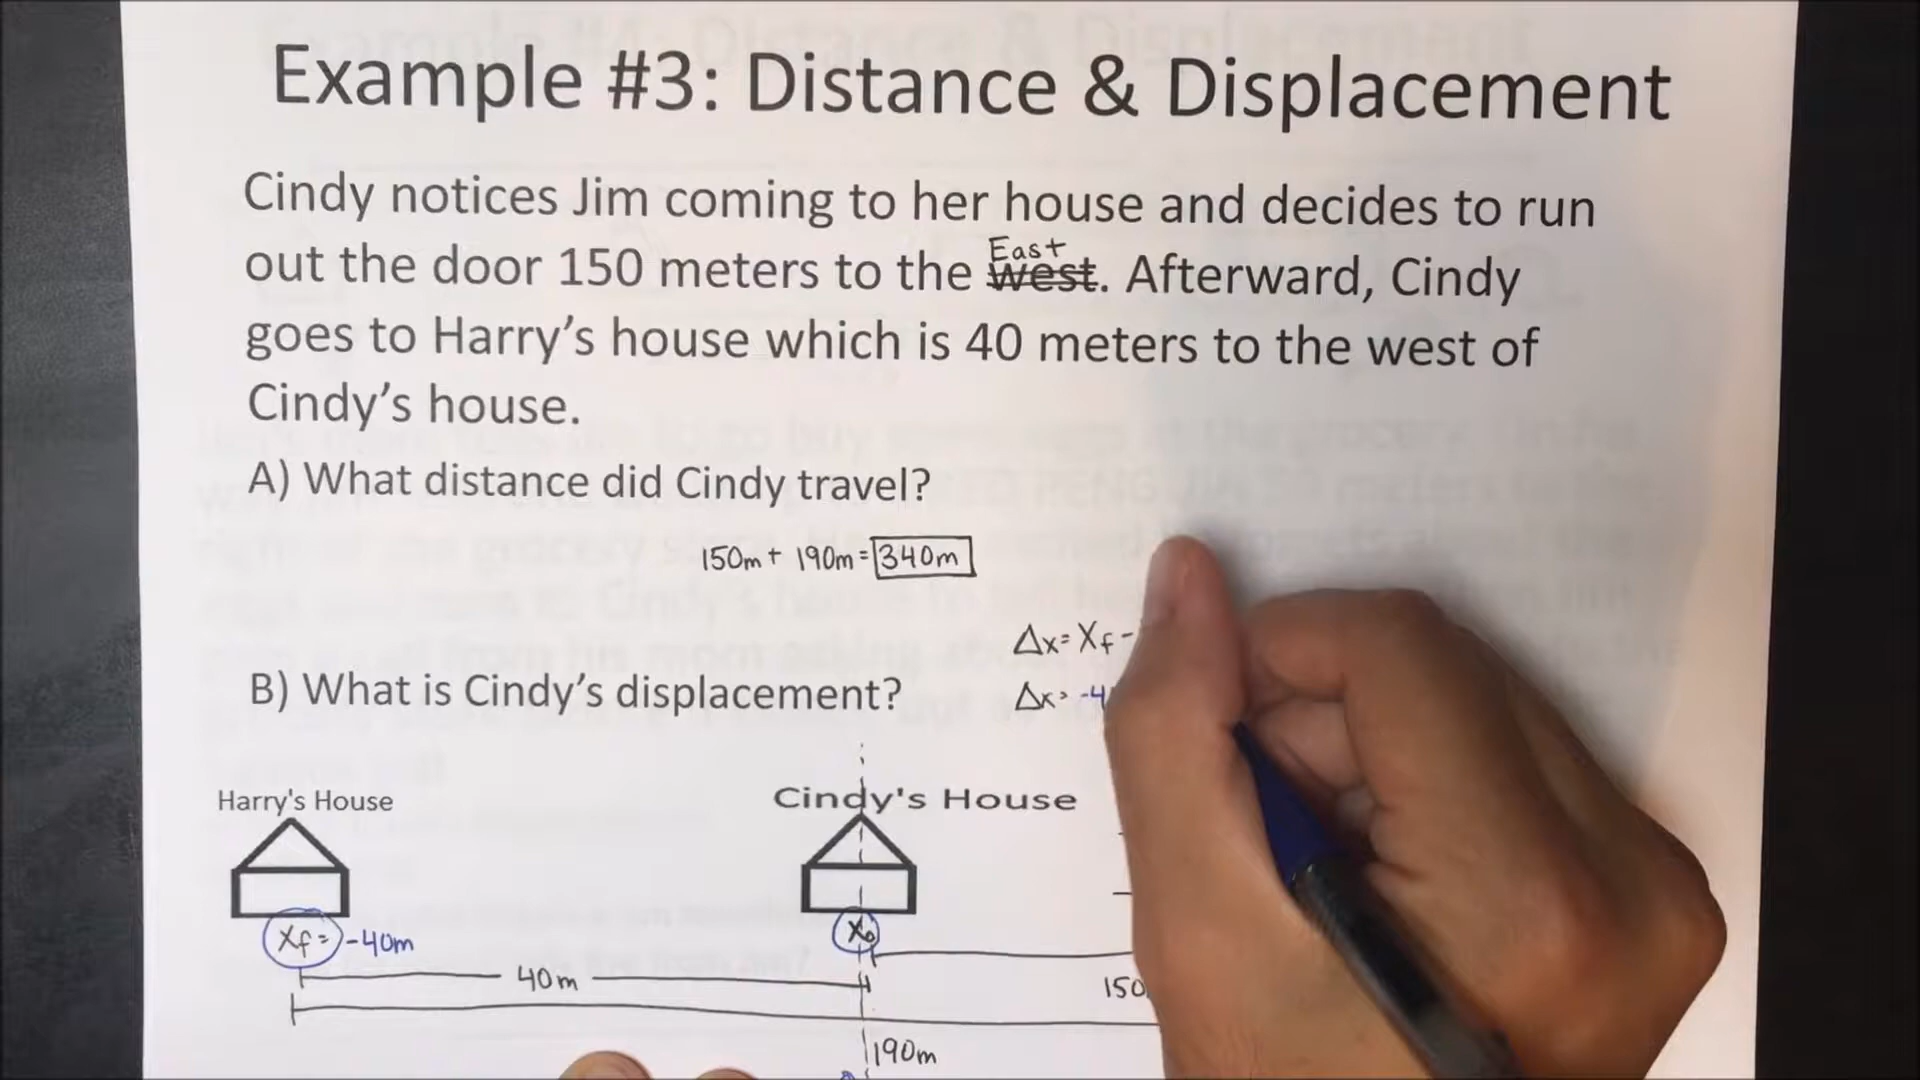 Example #3: Distance & Displacement
Cindy notices Jim coming to her house and decides to run
East
out the door 150 meters to the west. Afterward, Cindy
goes to Harry's house which is 40 meters to the west of
Cindy's house.
A) What distance did Cindy travel?
150m + 190m = 340m
Δx = Xf -
B) What is Cindy's displacement?
Δx = -4
Harry's House
Cindy's House
Xf = -40m
X₀
40m
150
190m